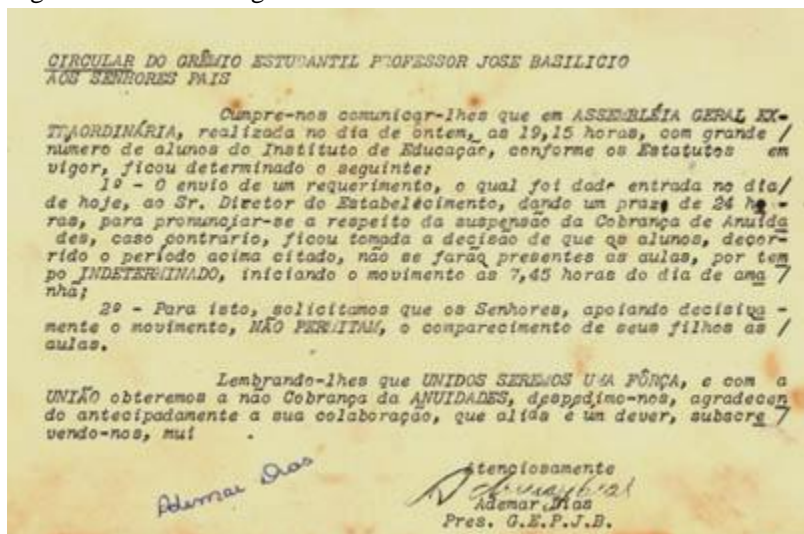 CIRCULAR DO GRÊMIO ESTUDANTIL PROFESSOR JOSE BASILICIO
AOS SENHORES PAIS
Cumpre-nos comunicar-lhes que em ASSEMBLÉIA GERAL EX-
TRAORDINÁRIA, realizada no dia de ontem, as 19,15 horas, com grande /
número de alunos do Instituto de Educação, conforme os Estatutos em
vigor, ficou determinado o seguinte:
1º - O envio de um requerimento, o qual foi dado entrada no dia/
de hoje, ao Sr. Diretor do Estabelécimento, dando um prazo de 24 ho -
ras, para pronunciar-se a respeito da suspensão da Cobrança de Anuida
des, caso contrário, ficou tomada a decisão de que os alunos, decor-
rido o período acima citado, não se farão presentes as aulas, por tem
po INDETERMINADO, iniciando o movimento as 7,45 horas do dia de ama /
nhã;
2º - Para isto, solicitamos que os Senhores, apoiando decisiva -
mente o movimento, NÃO PERMITAM, o comparecimento de seus filhos as /
aulas.
Lembrando-lhes que UNIDOS SEREMOS UMA FÔRÇA, e com a
UNIÃO obteremos a não Cobrança da ANUIDADES, despedimo-nos, agradecen
do antecipadamente a sua colaboração, que aliás é um dever, subscre /
vendo-nos, mui .
Atenciosamente
Ademar Dias
Ademar Dias
Pres. G.E.P.J.B.